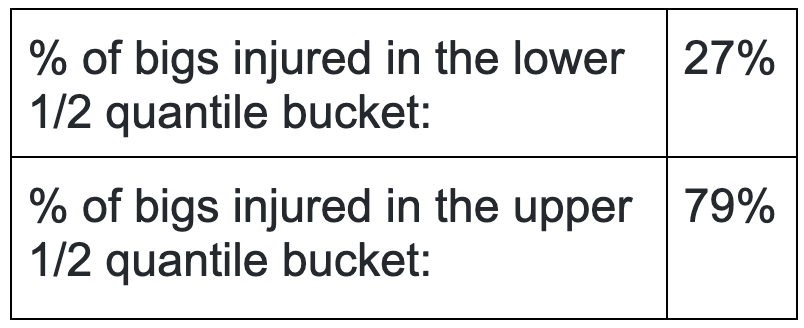 % of bigs injured in the lower 27%
1/2 quantile bucket:
% of bigs injured in the upper 79%
1/2 quantile bucket: